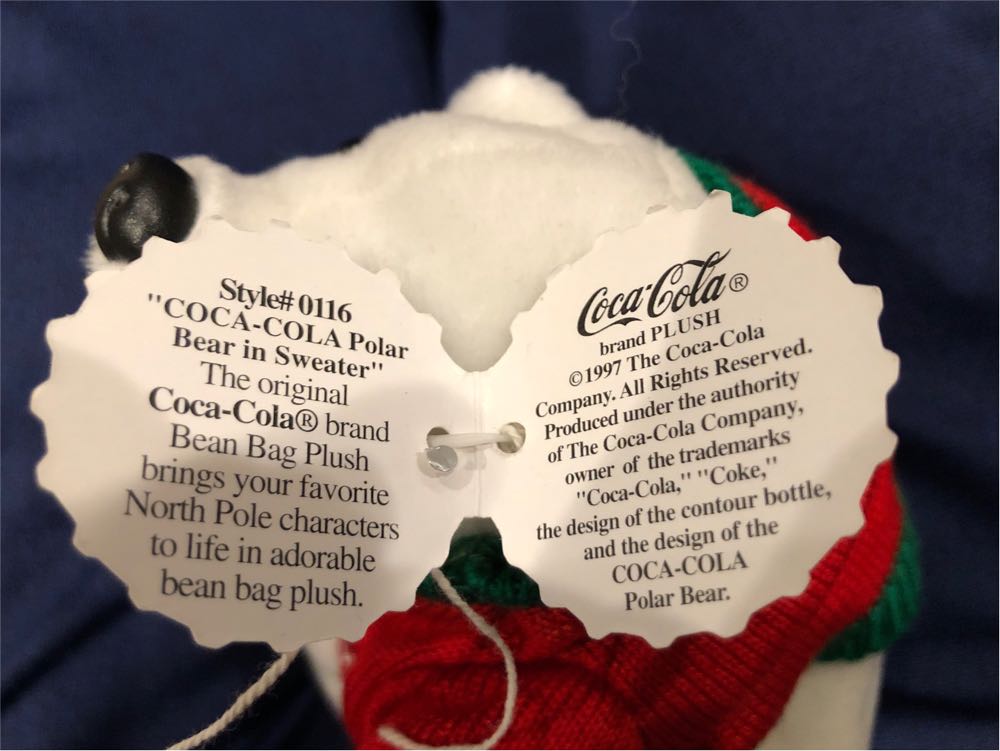 Style# 0116
"COCA-COLA Polar
Bear in Sweater"
The original
Coca-Cola® brand
Bean Bag Plush
brings your favorite
North Pole characters
to life in adorable
bean bag plush.
Coca-Cola®
brand PLUSH
©1997 The Coca-Cola
Company. All Rights Reserved.
Produced under the authority
of The Coca-Cola Company,
owner of the trademarks
"Coca-Cola," "Coke,"
the design of the contour bottle,
and the design of the
COCA-COLA
Polar Bear.